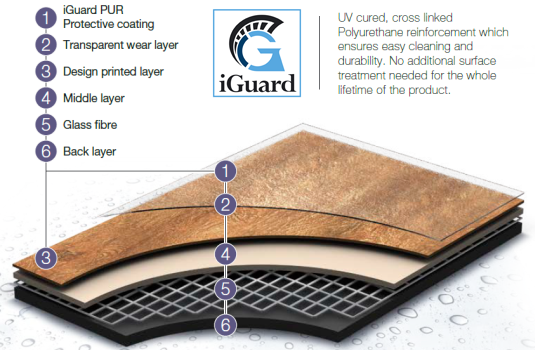 1 iGuard PUR
Protective coating
2 Transparent wear layer
3 Design printed layer
4 Middle layer
5 Glass fibre
6 Back layer
iGuard
UV cured, cross linked
Polyurethane reinforcement which
ensures easy cleaning and
durability. No additional surface
treatment needed for the whole
lifetime of the product.
1
2
3
4
5
6